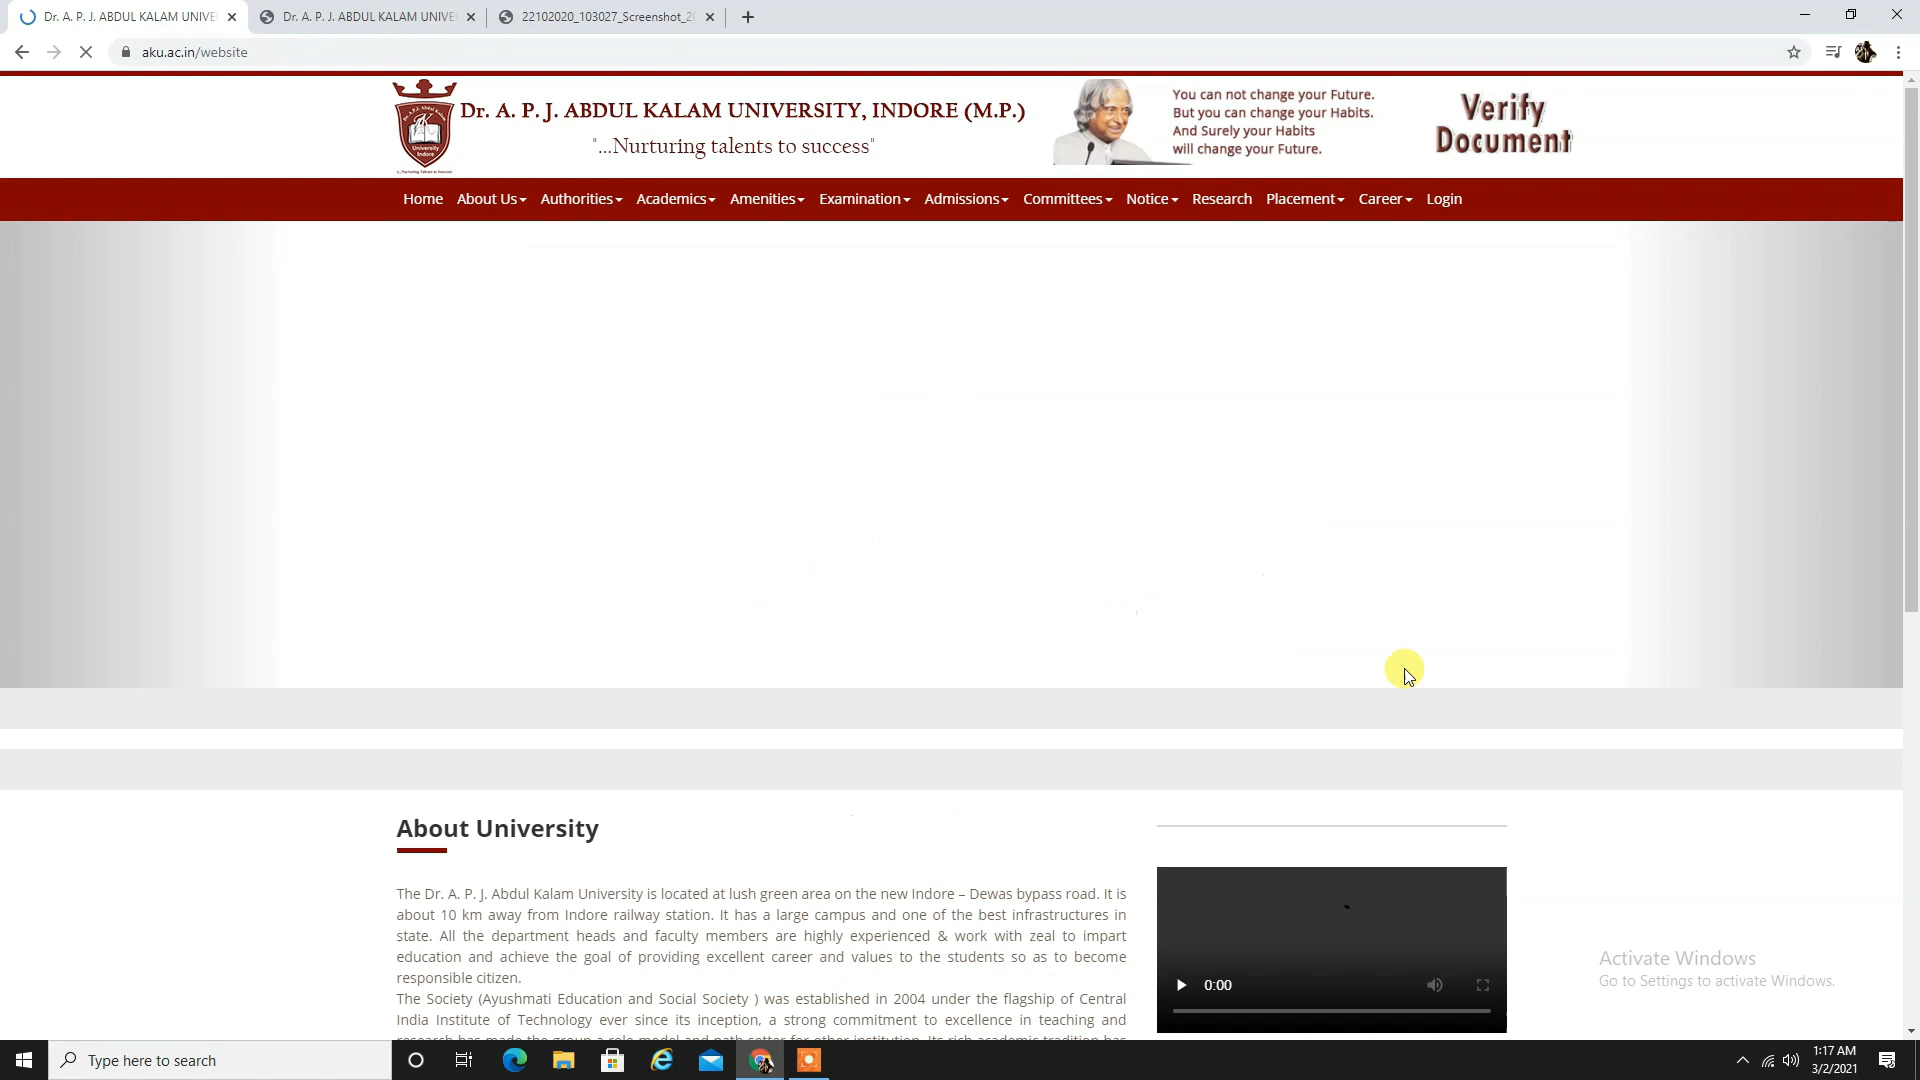 Dr. A. P. J. ABDUL KALAM UNIVE
Dr. A. P. J. ABDUL KALAM UNIVE
22102020_103027_Screenshot_20
aku.ac.in/website
Dr. A. P. J. ABDUL KALAM UNIVERSITY, INDORE (M.P.)
"...Nurturing talents to success"
University
Indore
You can not change your Future.
But you can change your Habits.
And Surely your Habits
will change your Future.
Verify
Document
Home About Us Authorities Academics Amenities Examination Admissions Committees Notice Research Placement Career Login
About University
The Dr. A. P. J. Abdul Kalam University is located at lush green area on the new Indore – Dewas bypass road. It is
about 10 km away from Indore railway station. It has a large campus and one of the best infrastructures in
state. All the department heads and faculty members are highly experienced & work with zeal to impart
education and achieve the goal of providing excellent career and values to the students so as to become
responsible citizen.
The Society (Ayushmati Education and Social Society ) was established in 2004 under the flagship of Central
India Institute of Technology ever since its inception, a strong commitment to excellence in teaching and
0:00
Activate Windows
Go to Settings to activate Windows.
Type here to search
1:17 AM
3/2/2021